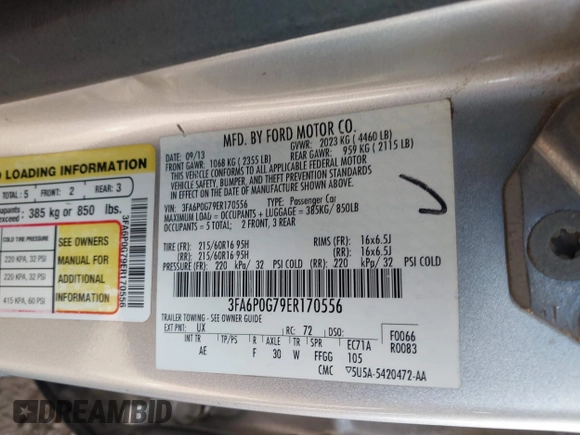 MFD. BY FORD MOTOR CO.
DATE: 09/13
GVWR: 2023 KG ( 4460 LB)
FRONT GAWR: 1068 KG ( 2355 LB)
REAR GAWR: 959 KG ( 2115 LB)
THIS VEHICLE CONFORMS TO ALL APPLICABLE FEDERAL MOTOR
VEHICLE SAFETY, BUMPER, AND THEFT PREVENTION STANDARDS
IN EFFECT ON THE DATE OF MANUFACTURE SHOWN ABOVE.
VIN: 3FA6P0G79ER170556
TYPE: Passenger Car
MAXIMUM LOAD = OCCUPANTS + LUGGAGE = 385KG/ 850LB
OCCUPANTS = 5 TOTAL: 2 FRONT, 3 REAR
TIRE (FF): 215/60R16 95H
RIMS (FF): 16x6.5J
(RR): 215/60R16 95H
(RR): 16x6.5J
PRESSURE (FF): 220 kPa/ 32 PSI COLD (RR): 220 kPa/ 32 PSI COLD
3FA6P0G79ER170556
TRAILER TOWING - SEE OWNER GUIDE
EXT PNT: UX RC: 72 DSO: F0066
R0083
INT TR TP/PS R AXLE TR SPR EC71A
AE F 30 W FFGG 105
CMC 5U5A-5420472-AA
LOADING INFORMATION
TOTAL: 5 FRONT: 2 REAR: 3
exceed: 385 kg or 850 lbs.
COLD TIRE PRESSURE
220 KPA, 32 PSI
220 KPA, 32 PSI
415 KPA, 60 PSI
SEE OWNERS
MANUAL FOR
ADDITIONAL
INFORMATION
3FA6P0G79ER170556
DREAMBID